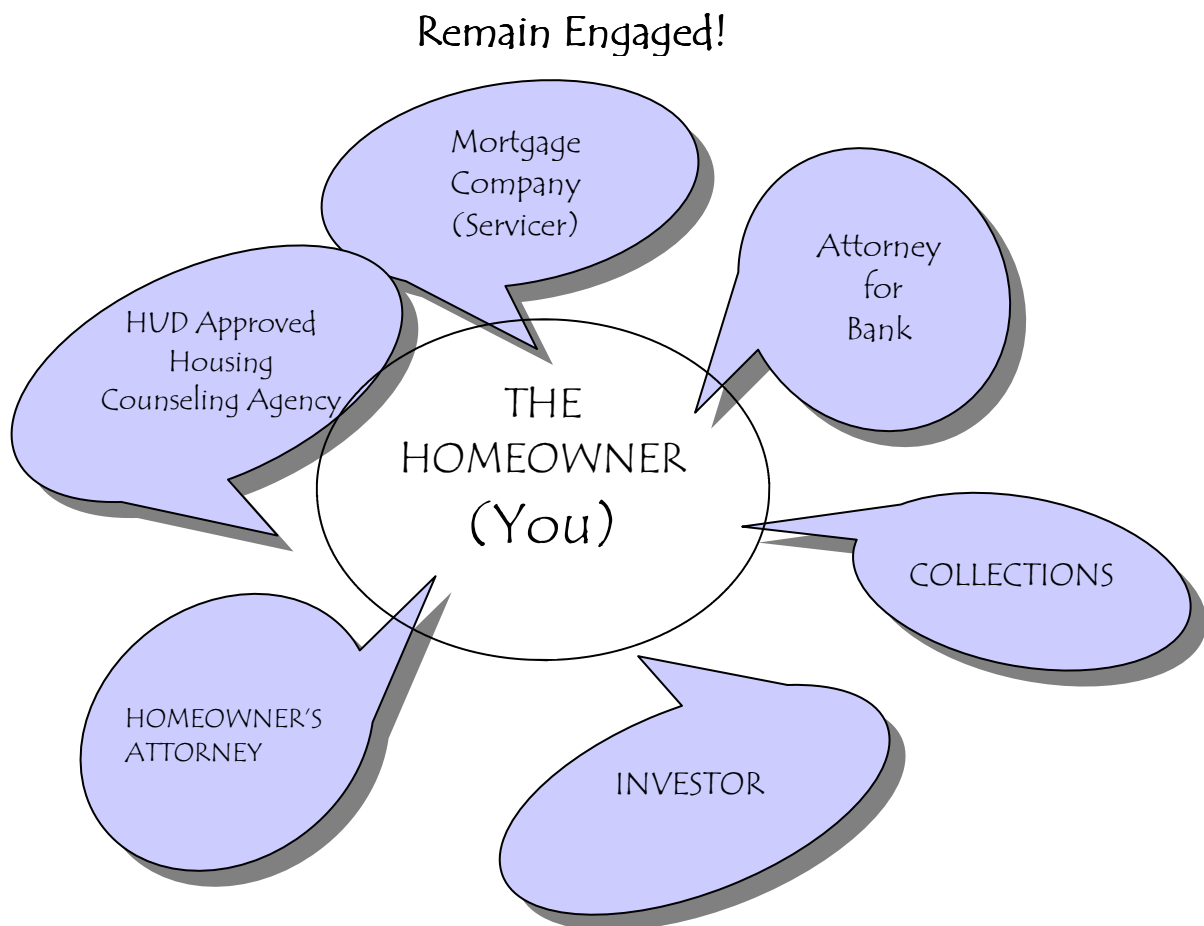 Remain Engaged!
Mortgage
Company
(Servicer)
Attorney
for
Bank
HUD Approved
Housing
Counseling Agency
THE
HOMEOWNER
(You)
COLLECTIONS
HOMEOWNER'S
ATTORNEY
INVESTOR